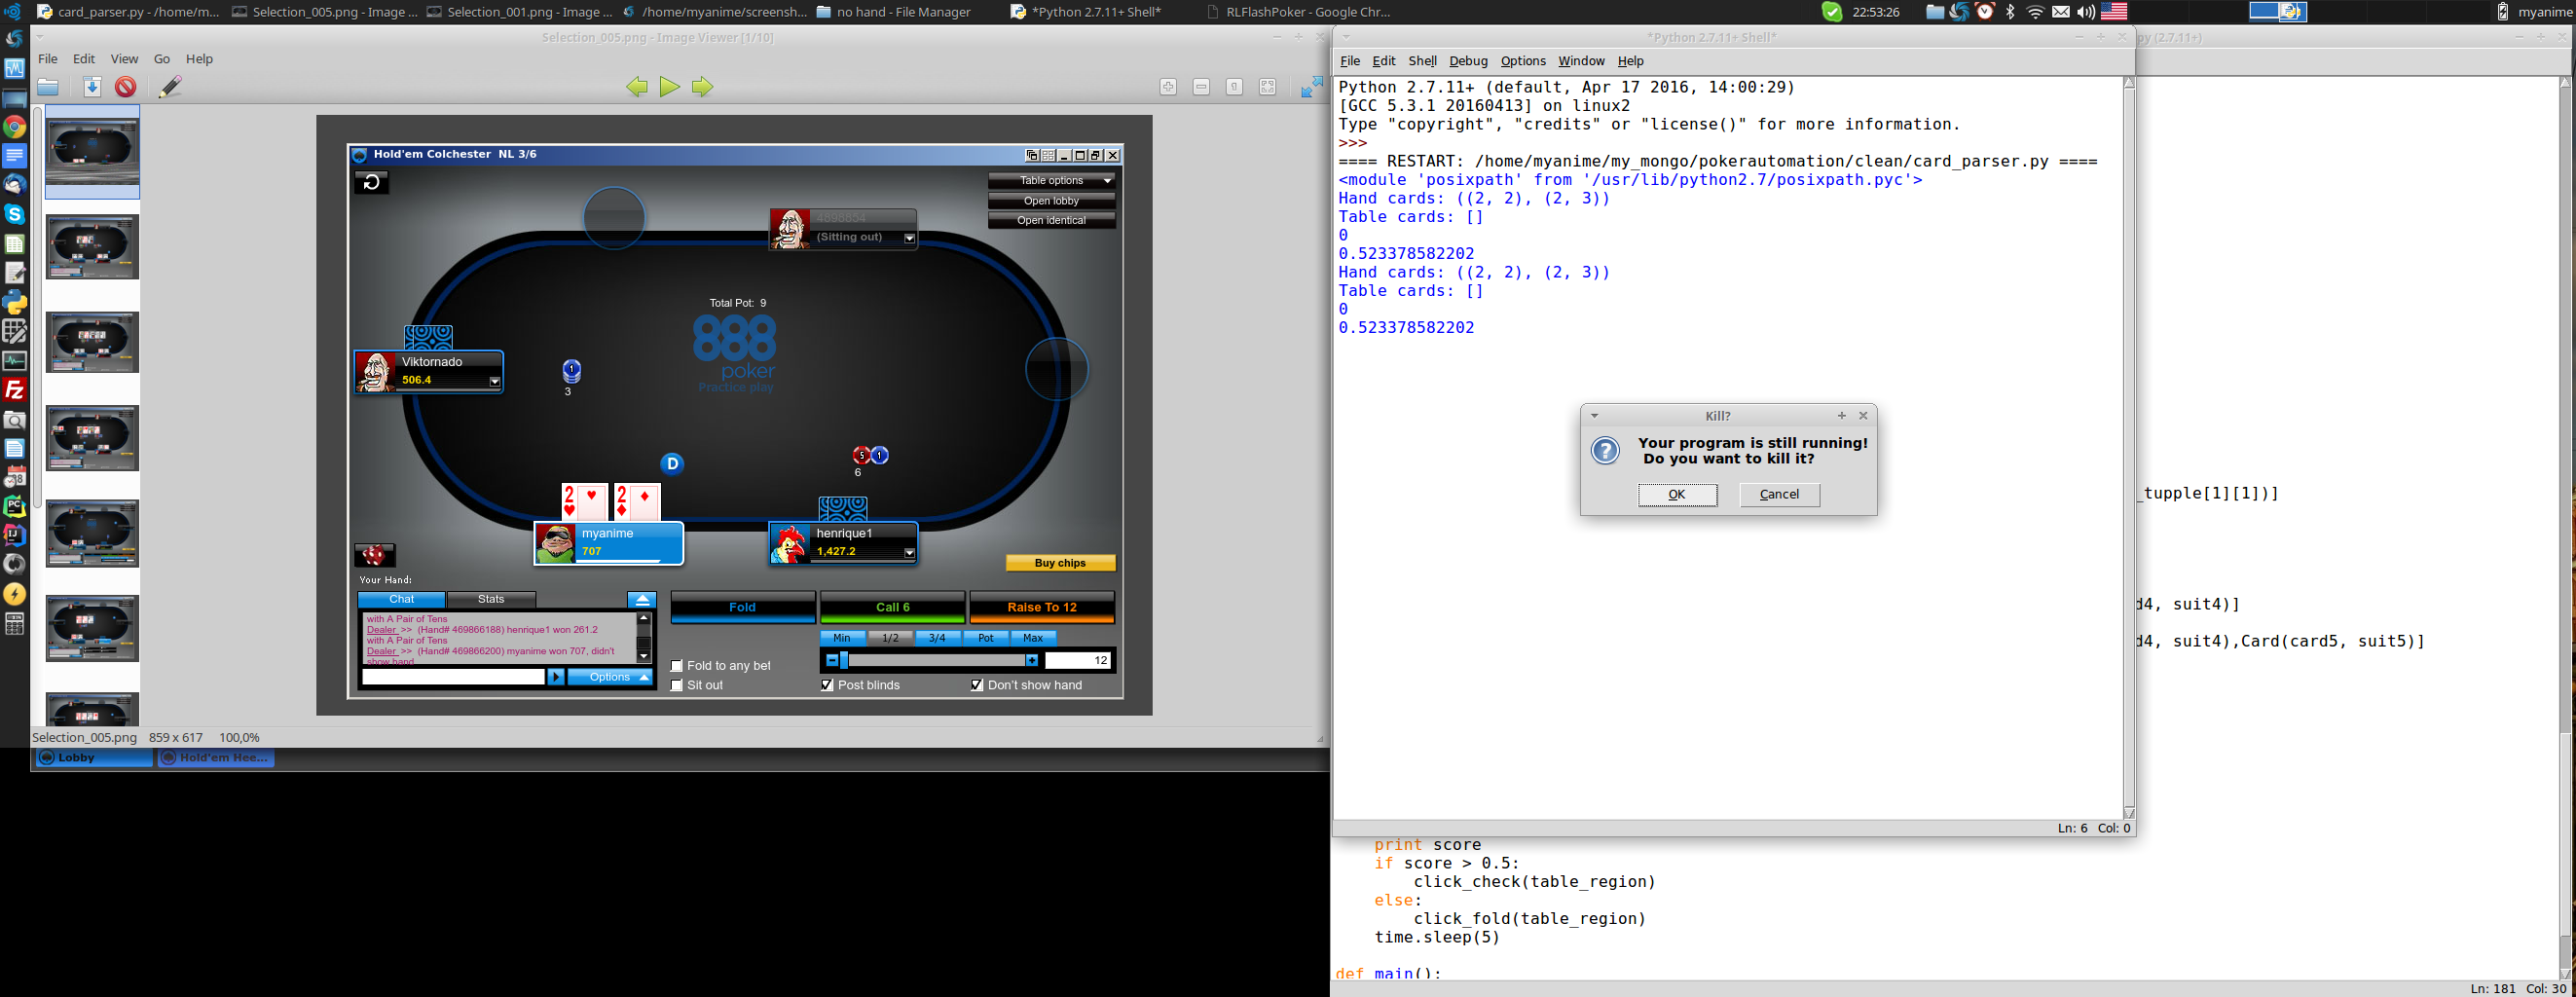 card_parser.py - /home/m...
Selection_005.png - Image ...
Selection_001.png - Image ...
/home/myanime/screensh...
no hand - File Manager
*Python 2.7.11+ Shell*
RLFlashPoker - Google Chr...
22:53:26
myanime
Selection_005.png - Image Viewer [1/10]
File Edit View Go Help
Hold'em Colchester NL 3/6
Table options
Open lobby
Open identical
4898854
(Sitting out)
Total Pot: 9
888
poker
Practice play
Viktornado
506.4
1
3
5 1
6
D
2 2
myanime
707
henrique1
1,427.2
Buy chips
Your Hand:
Chat Stats
with A Pair of Tens
Dealer >> (Hand# 469866188) henrique1 won 261.2
with A Pair of Tens
Dealer >> (Hand# 469866200) myanime won 707, didn't
show hand
Options
Fold
Call 6
Raise To 12
Min 1/2 3/4 Pot Max
12
Fold to any bet
Sit out
Post blinds
Don't show hand
Selection_005.png 859 x 617 100,0%
Lobby
Hold'em Hee...
*Python 2.7.11+ Shell*
File Edit Shell Debug Options Window Help
Python 2.7.11+ (default, Apr 17 2016, 14:00:29)
[GCC 5.3.1 20160413] on linux2
Type "copyright", "credits" or "license()" for more information.
>>>
==== RESTART: /home/myanime/my_mongo/pokerautomation/clean/card_parser.py ====
<module 'posixpath' from '/usr/lib/python2.7/posixpath.pyc'>
Hand cards: ((2, 2), (2, 3))
Table cards: []
0
0.523378582202
Hand cards: ((2, 2), (2, 3))
Table cards: []
0
0.523378582202
Kill?
Your program is still running!
Do you want to kill it?
OK
Cancel
Ln: 6 Col: 0
py (2.7.11+)
_tupple[1][1])]
d4, suit4)]
d4, suit4),Card(card5, suit5)]
print score
if score > 0.5:
click_check(table_region)
else:
click_fold(table_region)
time.sleep(5)
def main():
Ln: 181 Col: 30